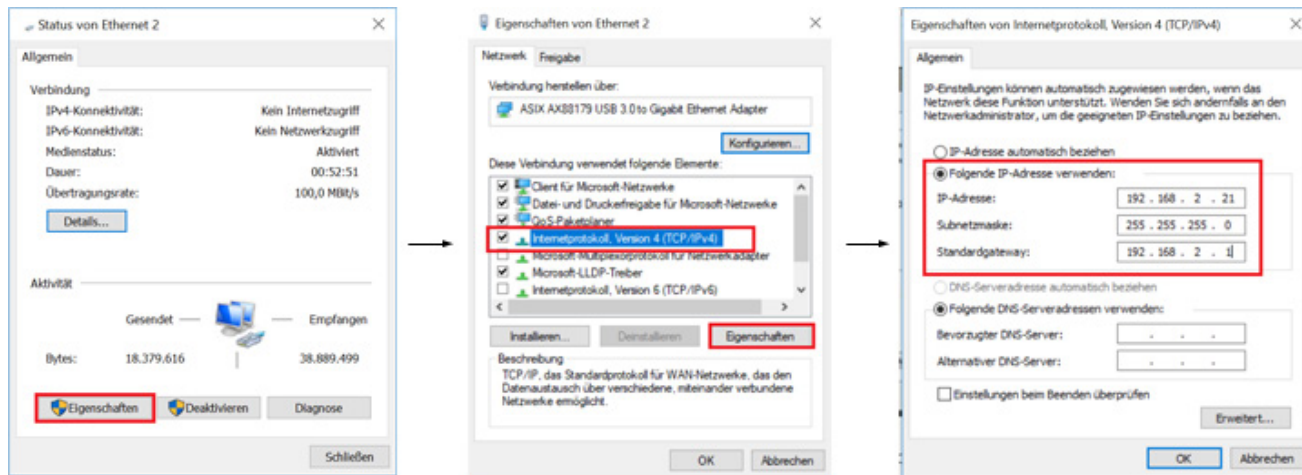 Status von Ethernet 2
Allgemein
Verbindung
IPv4-Konnektivität: Kein Internetzugriff
IPv6-Konnektivität: Kein Netzwerkzugriff
Medienstatus: Aktiviert
Dauer: 00:52:51
Übertragungsrate: 100,0 MBit/s
Details...
Aktivität
Gesendet
Empfangen
Bytes: 18.379.616 38.889.499
Eigenschaften Deaktivieren Diagnose
Schließen
Eigenschaften von Ethernet 2
Netzwerk Freigabe
Verbindung herstellen über:
ASIX AX88179 USB 3.0 to Gigabit Ethernet Adapter
Konfigurieren...
Diese Verbindung verwendet folgende Elemente:
Client für Microsoft-Netzwerke
Datei- und Druckerfreigabe für Microsoft-Netzwerke
QoS-Paketplaner
Internetprotokoll, Version 4 (TCP/IPv4)
Microsoft-Multiplexorprotokoll für Netzwerkadapter
Microsoft-LLDP-Treiber
Internetprotokoll, Version 6 (TCP/IPv6)
Installieren... Deinstallieren Eigenschaften
Beschreibung
TCP/IP, das Standardprotokoll für WAN-Netzwerke, das den
Datenaustausch über verschiedene, miteinander verbundene
Netzwerke ermöglicht.
OK Abbrechen
Eigenschaften von Internetprotokoll, Version 4 (TCP/IPv4)
Allgemein
IP-Einstellungen können automatisch zugewiesen werden, wenn das
Netzwerk diese Funktion unterstützt. Wenden Sie sich andernfalls an den
Netzwerkadministrator, um die geeigneten IP-Einstellungen zu beziehen.
IP-Adresse automatisch beziehen
Folgende IP-Adresse verwenden:
IP-Adresse: 192 . 168 . 2 . 21
Subnetzmaske: 255 . 255 . 255 . 0
Standardgateway: 192 . 168 . 2 . 1
DNS-Serveradresse automatisch beziehen
Folgende DNS-Serveradressen verwenden:
Bevorzugter DNS-Server: . . .
Alternativer DNS-Server: . . .
Einstellungen beim Beenden überprüfen
Erweitert...
OK Abbrechen